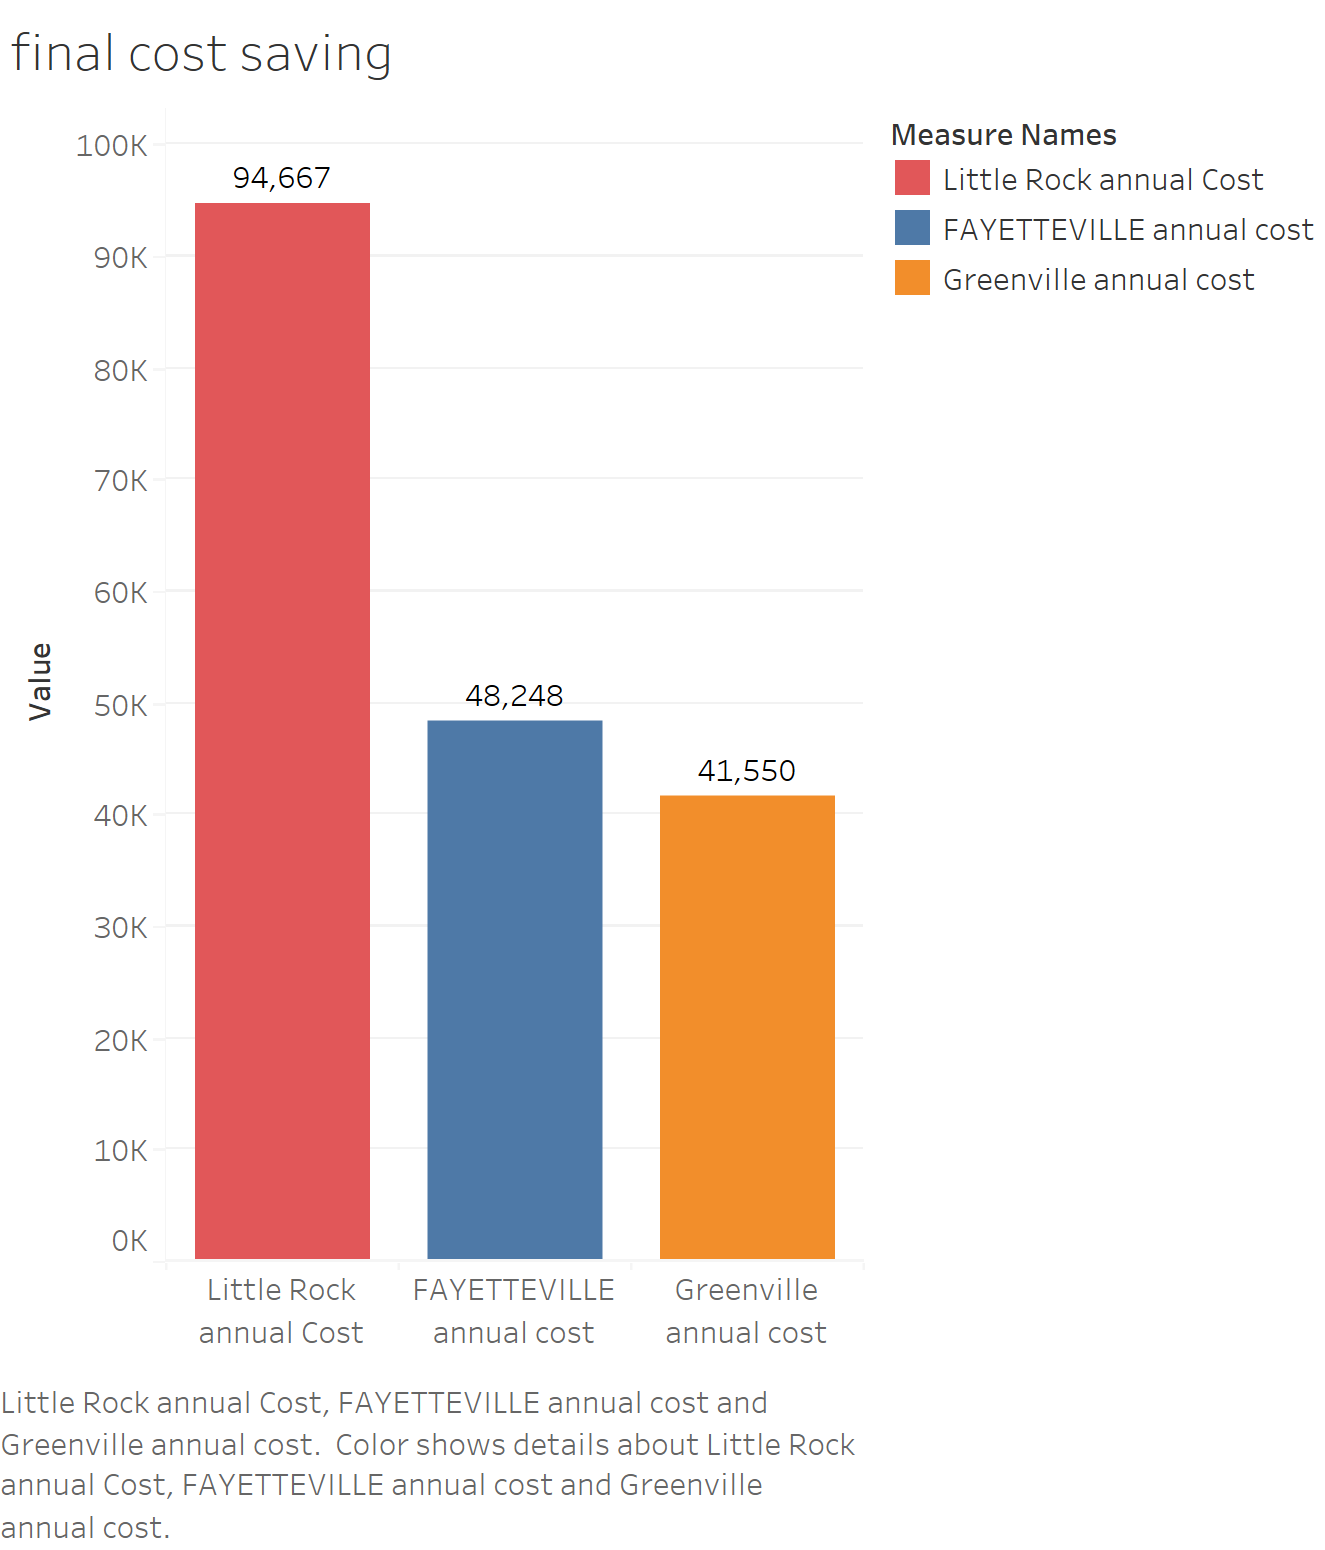 final cost saving
Measure Names
Little Rock annual Cost
FAYETTEVILLE annual cost
Greenville annual cost
Value
100K
90K
80K
70K
60K
50K
40K
30K
20K
10K
0K
94,667
48,248
41,550
Little Rock
annual Cost
FAYETTEVILLE
annual cost
Greenville
annual cost
Little Rock annual Cost, FAYETTEVILLE annual cost and
Greenville annual cost.  Color shows details about Little Rock
annual Cost, FAYETTEVILLE annual cost and Greenville
annual cost.